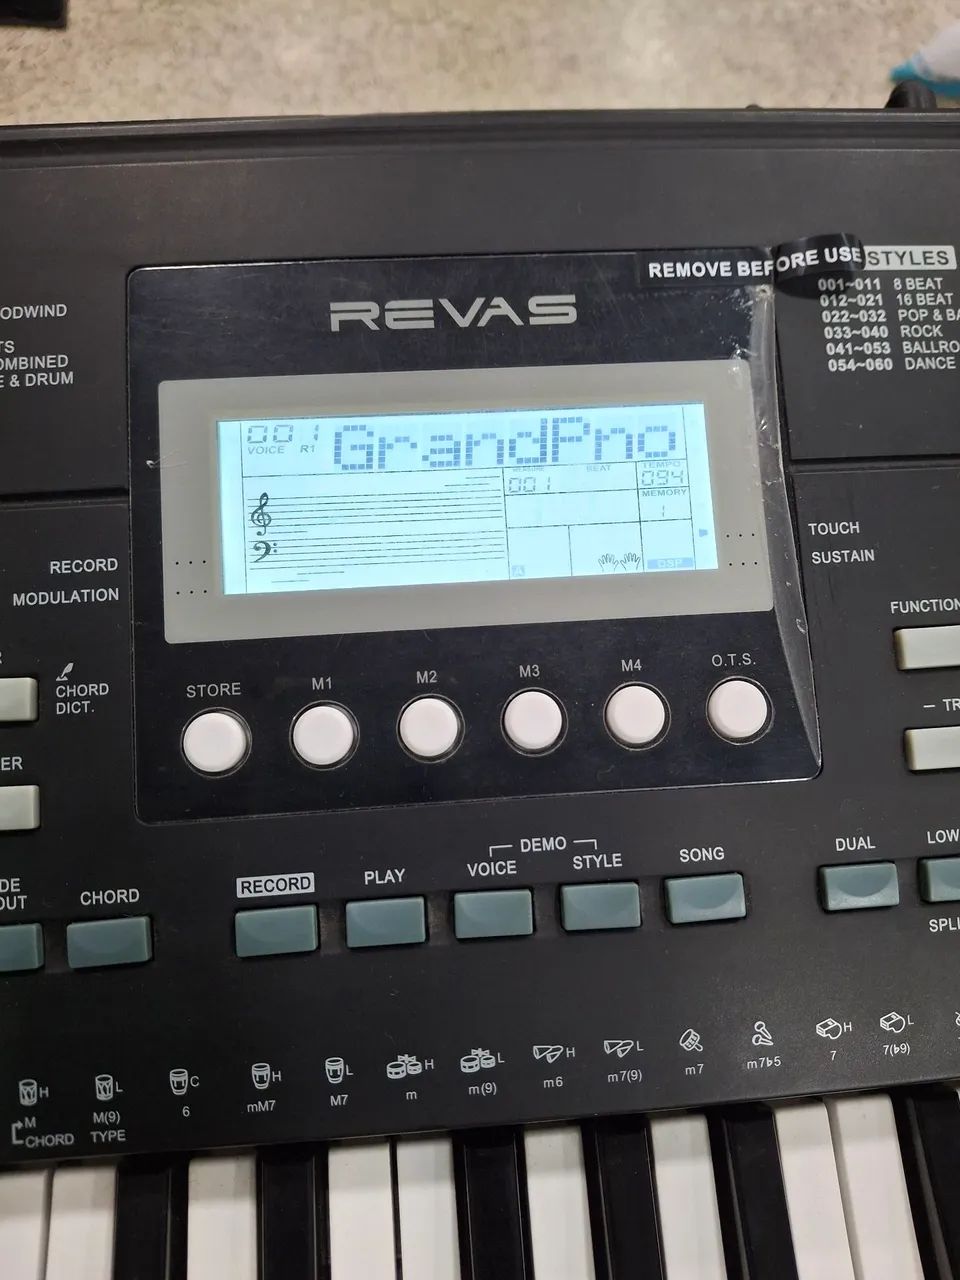 REMOVE BEFORE USE
STYLES
001~011 8 BEAT
012~021 16 BEAT
022~032 POP & BA
033~040 ROCK
041~053 BALLRO
054~060 DANCE
ODWIND
TS
OMBINED
E & DRUM
REVAS
001 GrandPno
VOICE R1
MEASURE BEAT TEMPO
001 094
MEMORY
1
A
DSP
RECORD
MODULATION
TOUCH
SUSTAIN
FUNCTION
CHORD
DICT.
STORE M1 M2 M3 M4 O.T.S.
– TR
ER
DEMO
RECORD PLAY VOICE STYLE SONG
DUAL LOW
SPLI
DE
OUT
CHORD
H L C H L H L H L H L
M M(9) 6 mM7 M7 m m(9) m6 m7(9) m7 m7b5 7 7(b9)
CHORD TYPE